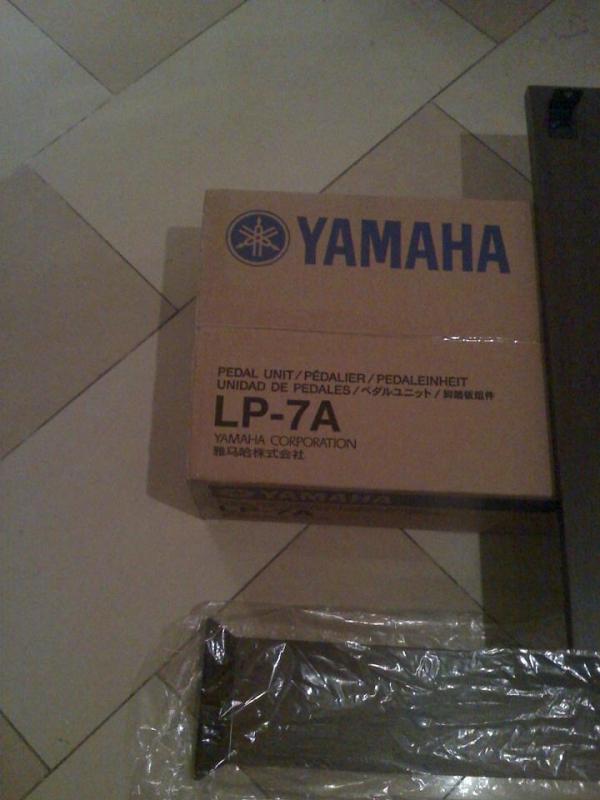 YAMAHA
PEDAL UNIT/PÉDALIER/PEDALEINHEIT
UNIDAD DE PEDALES/ペダルユニット/脚踏板组件
LP-7A
YAMAHA CORPORATION
雅马哈株式会社
YAMAHA
LP-7A